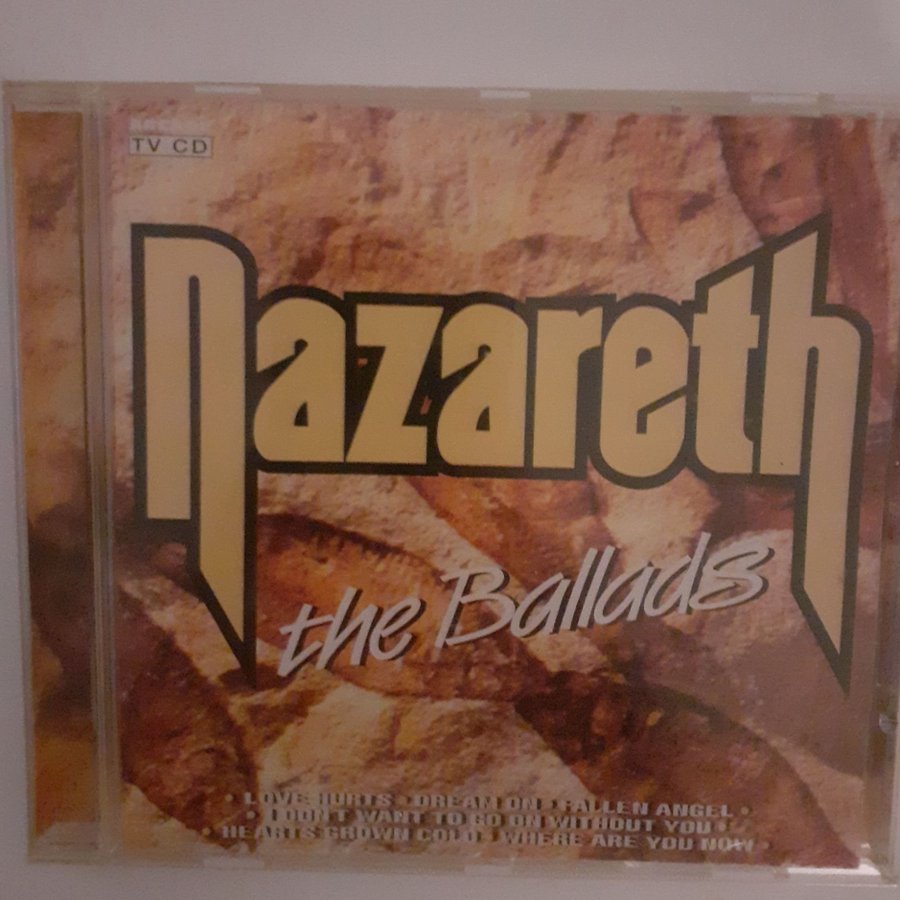 TV CD
Nazareth
the Ballads
• LOVE HURTS • DREAM ON • FALLEN ANGEL •
• I DON'T WANT TO GO ON WITHOUT YOU •
• HEARTS GROWN COLD • WHERE ARE YOU NOW •